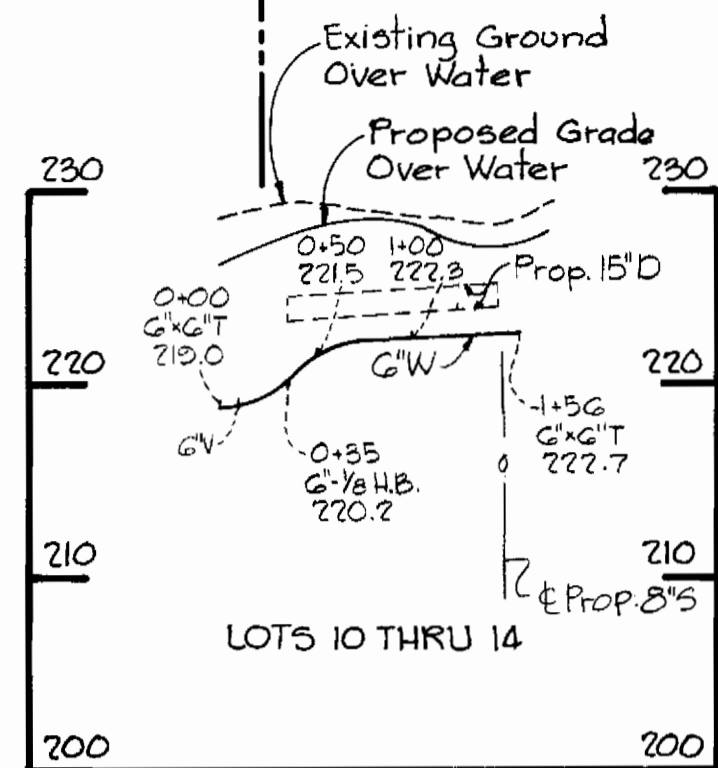 Existing Ground
Over Water
Proposed Grade
Over Water
230
230
0+50
221.5
1+00
222.3
Prop. 15"D
0+00
6"x6"T
219.0
220
220
6"W
6"V
1+56
6"x6"T
222.7
0+35
6"-1/8 H.B.
220.2
210
210
℄ Prop. 8"S
LOTS 10 THRU 14
200
200